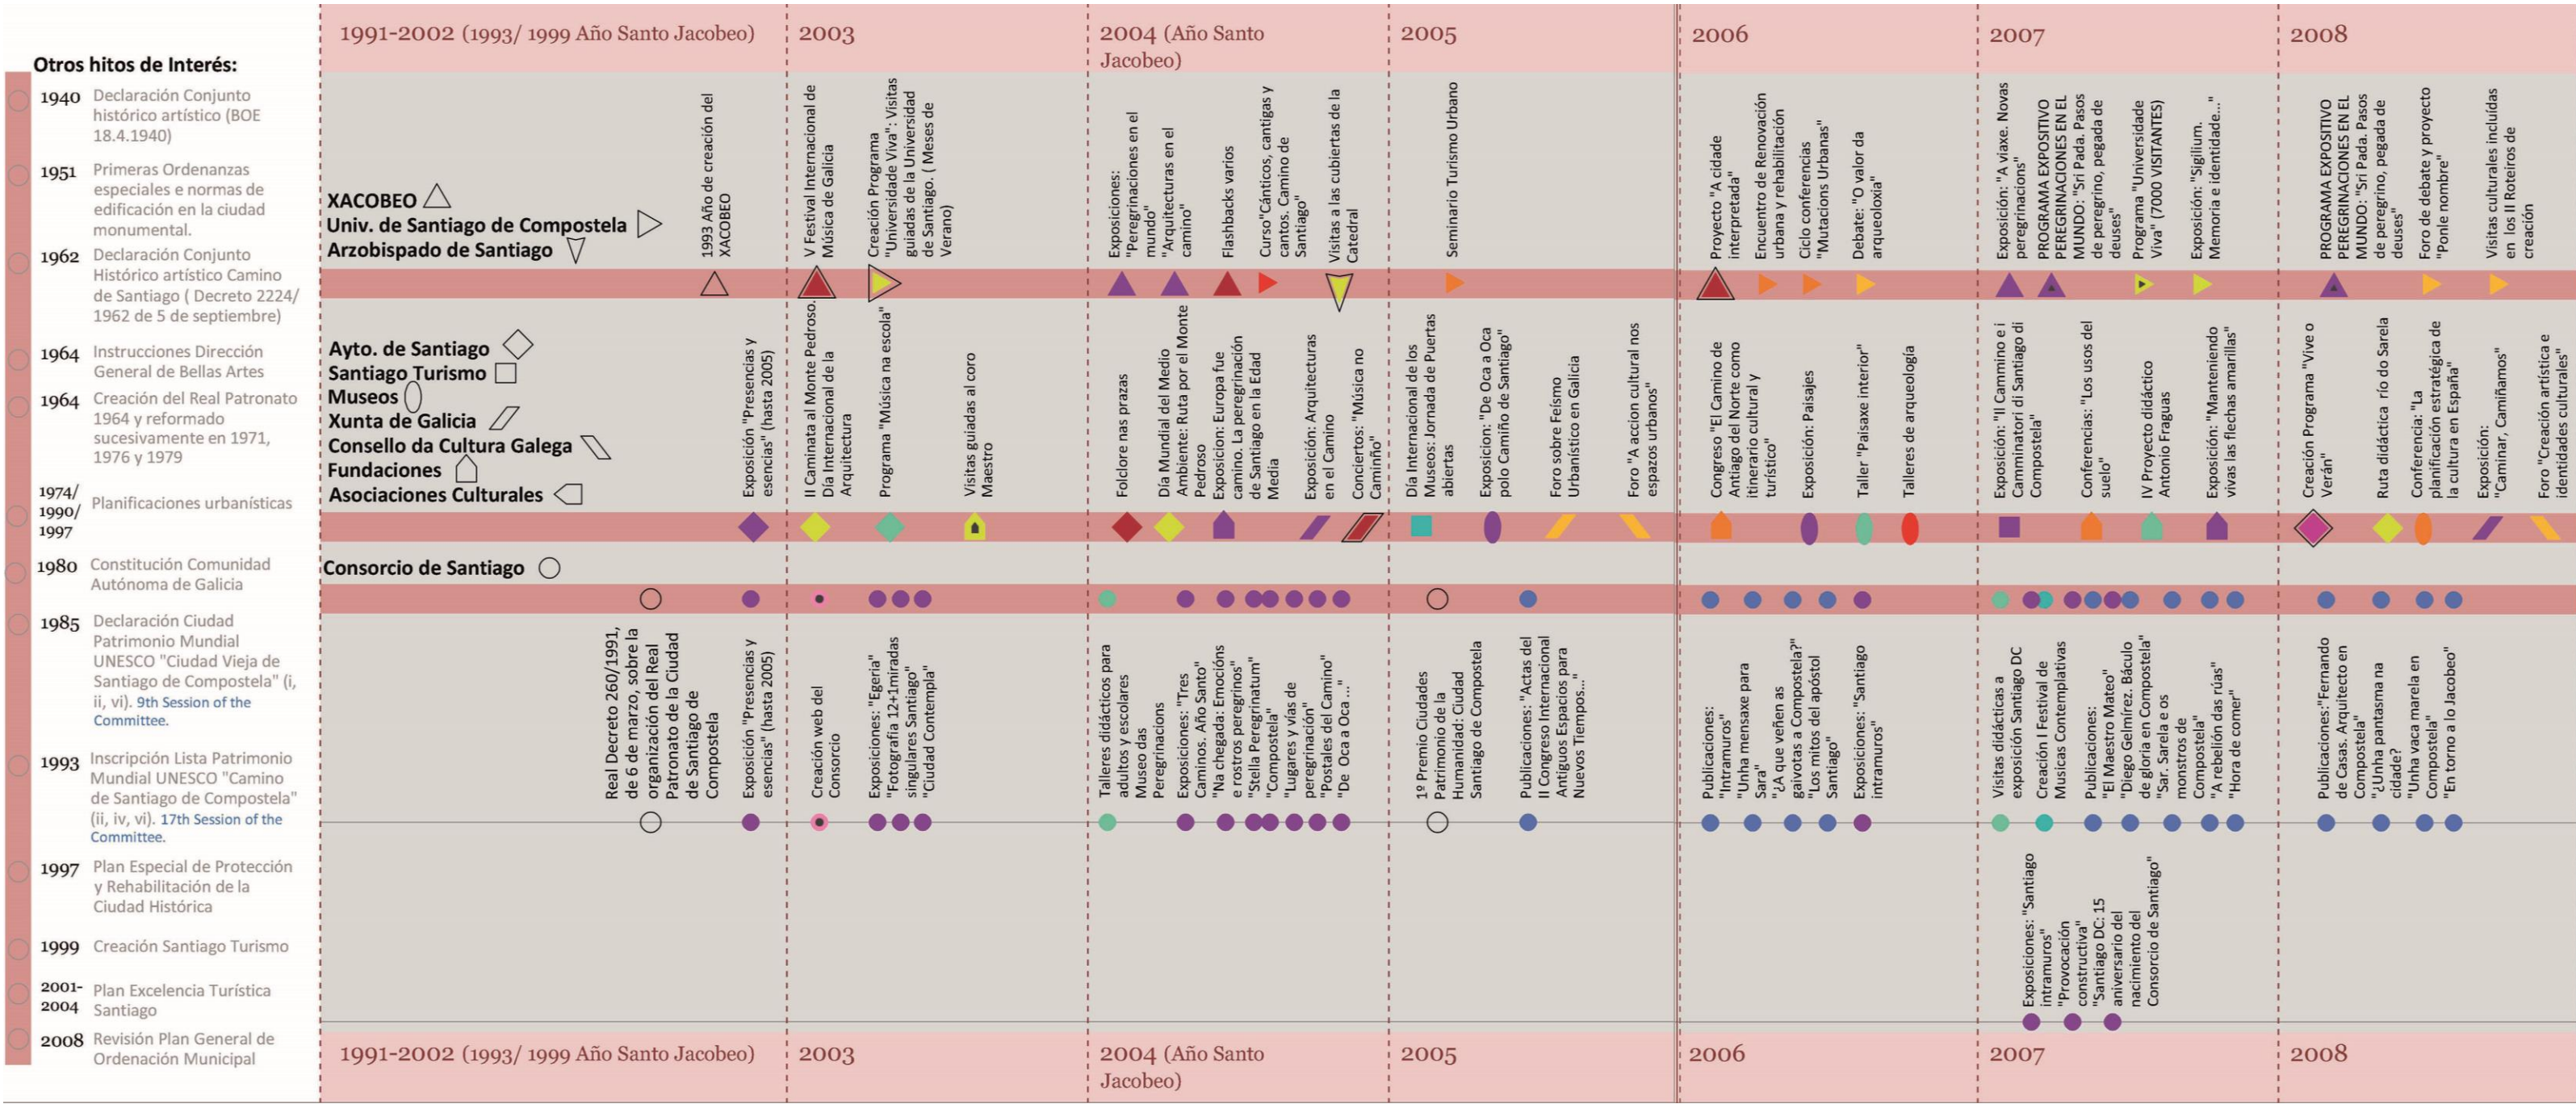 1991-2002 (1993/ 1999 Año Santo Jacobeo)
2003
2004 (Año Santo
Jacobeo)
2005
2006
2007
2008
Otros hitos de Interés:
1940 Declaración Conjunto
histórico artístico (BOE
18.4.1940)
1951 Primeras Ordenanzas
especiales e normas de
edificación en la ciudad
monumental.
1962 Declaración Conjunto
Histórico artístico Camino
de Santiago ( Decreto 2224/
1962 de 5 de septiembre)
1964 Instrucciones Dirección
General de Bellas Artes
1964 Creación del Real Patronato
1964 y reformado
sucesivamente en 1971,
1976 y 1979
1974/
1990/
1997
Planificaciones urbanísticas
1980 Constitución Comunidad
Autónoma de Galicia
1985 Declaración Ciudad
Patrimonio Mundial
UNESCO "Ciudad Vieja de
Santiago de Compostela" (i,
ii, vi). 9th Session of the
Committee.
1993 Inscripción Lista Patrimonio
Mundial UNESCO "Camino
de Santiago de Compostela"
(ii, iv, vi). 17th Session of the
Committee.
1997 Plan Especial de Protección
y Rehabilitación de la
Ciudad Histórica
1999 Creación Santiago Turismo
2001-
2004
Plan Excelencia Turística
Santiago
2008 Revisión Plan General de
Ordenación Municipal
XACOBEO
Univ. de Santiago de Compostela
Arzobispado de Santiago
1993 Año de creación del
XACOBEO
V Festival Internacional de
Música de Galicia
Creación Programa
"Universidade Viva": Visitas
guiadas de la Universidad
de Santiago. ( Meses de
Verano)
Exposiciones:
"Peregrinaciones en el
mundo"
"Arquitecturas en el
camino"
Flashbacks varios
Curso"Cánticos, cantigas y
cantos. Camino de
Santiago"
Visitas a las cubiertas de la
Catedral
Seminario Turismo Urbano
Proyecto "A cidade
interpretada"
Encuentro de Renovación
urbana y rehabilitación
Ciclo conferencias
"Mutacions Urbanas"
Debate: "O valor da
arqueoloxia"
Exposición: "A viaxe. Novas
peregrinacions"
PROGRAMA EXPOSITIVO
PEREGRINACIONES EN EL
MUNDO: "Sri Pada. Pasos
de peregrino, pegada de
deuses"
Programa "Universidade
Viva" (7000 VISITANTES)
Exposición: "Sigilium.
Memoria e identidade..."
PROGRAMA EXPOSITIVO
PEREGRINACIONES EN EL
MUNDO: "Sri Pada. Pasos
de peregrino, pegada de
deuses"
Foro de debate y proyecto
"Ponle nombre"
Visitas culturales incluídas
en los II Roteiros de
creación
Ayto. de Santiago
Santiago Turismo
Museos
Xunta de Galicia
Consello da Cultura Galega
Fundaciones
Asociaciones Culturales
Exposición "Presencias y
esencias" (hasta 2005)
II Caminata al Monte Pedroso.
Día Internacional de la
Arquitectura
Programa "Música na escola"
Visitas guiadas al coro
Maestro
Folclore nas prazas
Día Mundial del Medio
Ambiente: Ruta por el Monte
Pedroso
Exposicion: Europa fue
camino. La peregrinación
de Santiago en la Edad
Media
Exposición: Arquitecturas
en el Camino
Conciertos: "Música no
Camiño"
Día Internacional de los
Museos: Jornada de Puertas
abiertas
Exposicion: "De Oca a Oca
polo Camiño de Santiago"
Foro sobre Feísmo
Urbanístico en Galicia
Foro "A accion cultural nos
espazos urbanos"
Congreso "El Camino de
Antiago del Norte como
itinerario cultural y
turístico"
Exposición: Paisajes
Taller "Paisaxe interior"
Talleres de arqueología
Exposición: "Il Cammino e i
Camminatori di Santiago di
Compostela"
Conferencias: "Los usos del
suelo"
IV Proyecto didáctico
Antonio Fraguas
Exposición: "Manteniendo
vivas las flechas amarillas"
Creación Programa "Vive o
Verán"
Ruta didáctica río do Sarela
Conferencia: "La
planificación estratégica de
la cultura en España"
Exposición:
"Caminar, Camiñamos"
Foro "Creación artística e
identidades culturales"
Consorcio de Santiago
Real Decreto 260/1991,
de 6 de marzo, sobre la
organización del Real
Patronato de la Ciudad
de Santiago de
Compostela
Exposición "Presencias y
esencias" (hasta 2005)
Creación web del
Consorcio
Exposiciones: "Egeria"
"Fotografía 12+1miradas
singulares Santiago"
"Ciudad Contempla"
Talleres didácticos para
adultos y escolares
Museo das
Peregrinacions
Exposiciones: "Tres
Caminos. Año Santo"
"Na chegada: Emocións
e rostros peregrinos"
"Stella Peregrinatum"
"Compostela"
"Lugares y vías de
peregrinación"
"Postales del Camino"
"De Oca a Oca ..."
1º Premio Ciudades
Patrimonio de la
Humanidad: Ciudad
Santiago de Compostela
Publicaciones: "Actas del
II Congreso Internacional
Antiguos Espacios para
Nuevos Tiempos..."
Publicaciones:
"Intramuros"
"Unha mensaxe para
Sara"
"¿A que veñen as
gaivotas a Compostela?"
"Los mitos del apóstol
Santiago"
Exposiciones: "Santiago
intramuros"
Visitas didácticas a
exposición Santiago DC
Creación I Festival de
Musicas Contemplativas
Publicaciones:
"El Maestro Mateo"
"Diego Gelmírez. Báculo
de gloria en Compostela"
"Sar. Sarela e os
monstros de
Compostela"
"A rebelión das rúas"
"Hora de comer"
Publicaciones:"Fernando
de Casas. Arquitecto en
Compostela"
"¿Unha pantasma na
cidade?
"Unha vaca marela en
Compostela"
"En torno a lo Jacobeo"
Exposiciones: "Santiago
intramuros"
"Provocación
constructiva"
"Santiago DC: 15
aniversario del
nacimiento del
Consorcio de Santiago"
1991-2002 (1993/ 1999 Año Santo Jacobeo)
2003
2004 (Año Santo
Jacobeo)
2005
2006
2007
2008